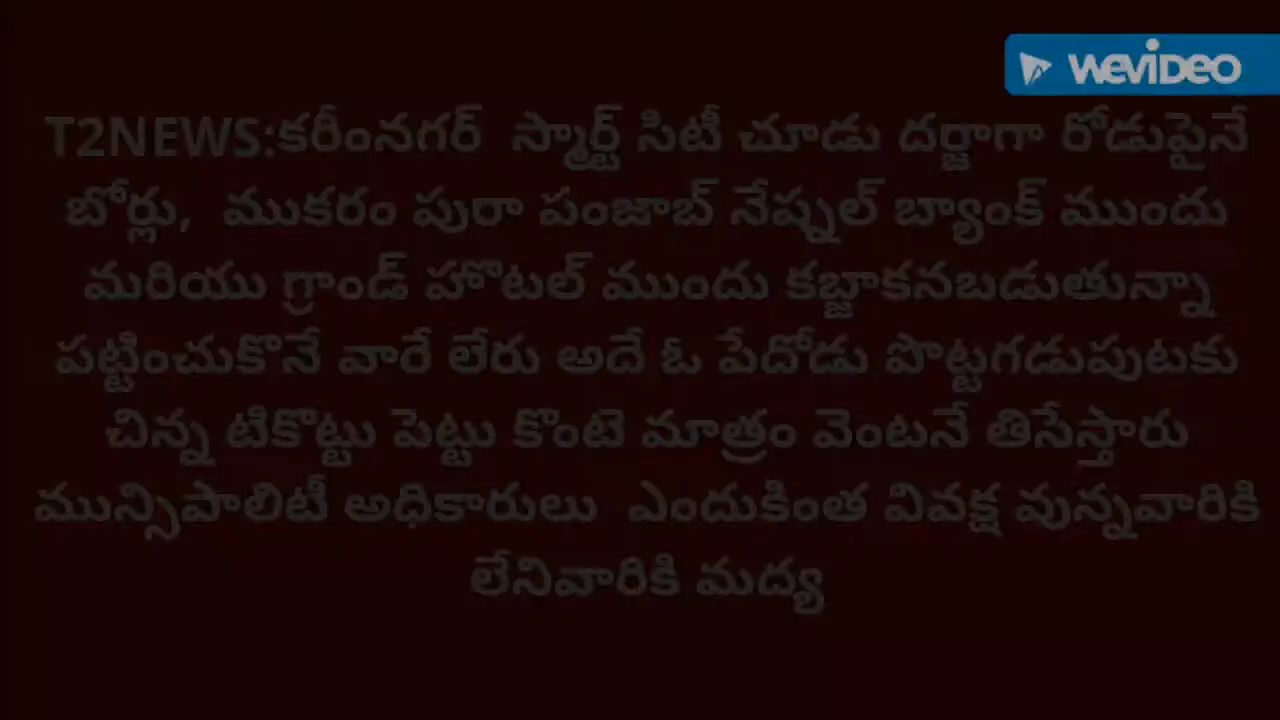 WEVIDEO
T2NEWS:కరీంనగర్ స్మార్ట్ సిటీ చూడు దర్జాగా రోడుపైనే
బోర్లు, ముకరం పురా పంజాబ్ నేష్నల్ బ్యాంక్ ముందు
మరియు గ్రాండ్ హొటల్ ముందు కబ్జాకనబడుతున్నా
పట్టించుకొనే వారే లేరు అదే ఓ పేదోడు పొట్టగడుపుటకు
చిన్న టికొట్టు పెట్టు కొంటె మాత్రం వెంటనే తిసేస్తారు
మున్సిపాలిటీ అధికారులు ఎందుకింత వివక్ష వున్నవారికి
లేనివారికి మద్య